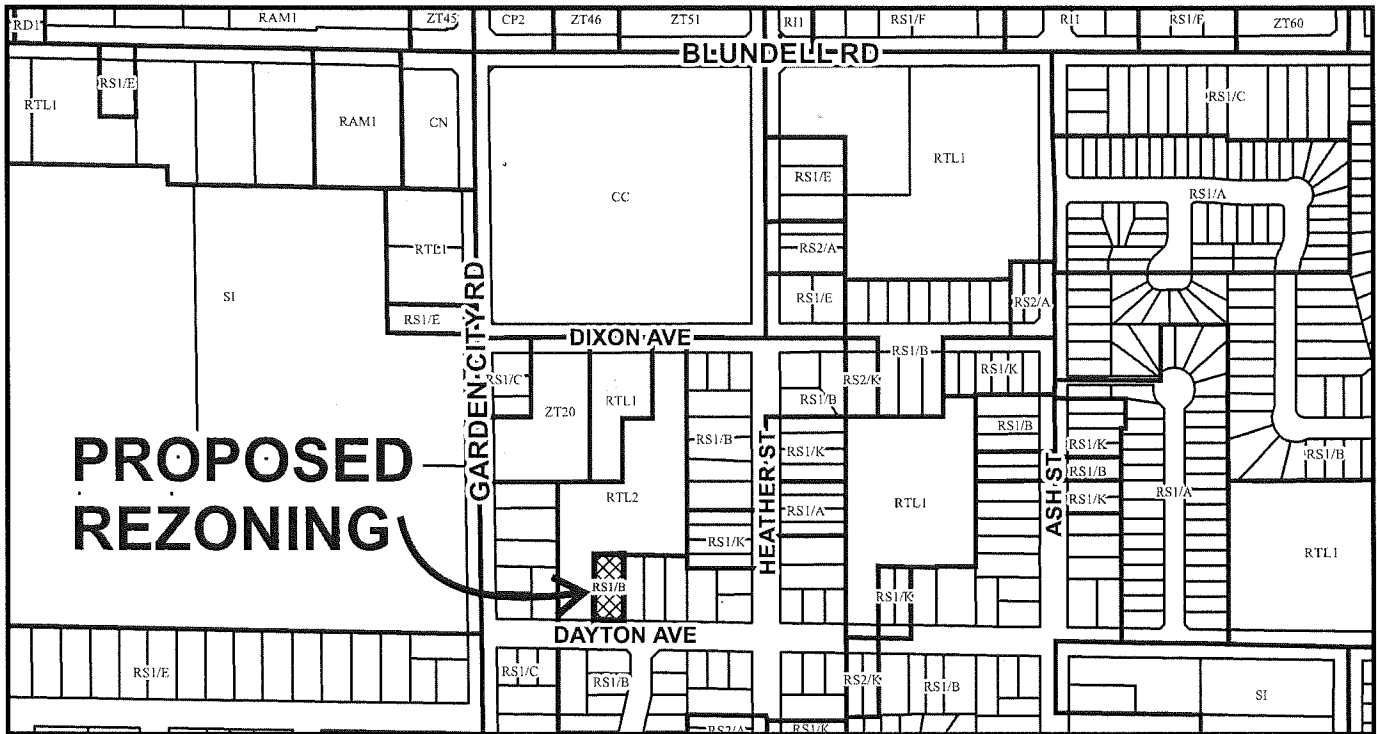 RD1
RAM1
ZT45
CP2
ZT46
ZT51
RI1
RS1/F
RI1
RS1/E
ZT60
BLUNDELL RD
RTL1
RS1/E
RAM1
CN
CC
RS1/E
RTL1
RS1/C
RS1/A
RS2/A
RTL1
SI
RS1/E
RS1/E
RS2/A
GARDEN CITY RD
DIXON AVE
RS1/C
ZT20
RTL1
RS1/B
RS1/B
RS2/K
RS1/B
RS1/K
HEATHER ST
RS1/K
RS1/B
ASH ST
RS1/K
RS1/B
RS1/K
RS1/A
RS1/B
PROPOSED
REZONING
RTL2
RS1/A
RTL1
RTL1
RS1/K
RS1/B
RS1/K
DAYTON AVE
RS1/E
RS1/C
RS1/B
RS2/K
RS1/B
SI
RS2/A
RS1/K